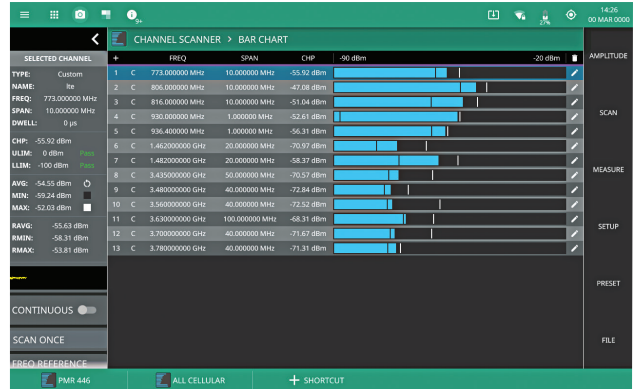 9+
27%
14:26
00 MAR 0000
CHANNEL SCANNER > BAR CHART
SELECTED CHANNEL
TYPE: Custom
NAME: lte
FREQ: 773.000000 MHz
SPAN: 10.000000 MHz
DWELL: 0 µs
CHP: -55.92 dBm
ULIM: 0 dBm Pass
LLIM: -100 dBm Pass
AVG: -54.55 dBm
MIN: -59.24 dBm
MAX: -52.03 dBm
RAVG: -55.63 dBm
RMIN: -58.31 dBm
RMAX: -53.81 dBm
CONTINUOUS
SCAN ONCE
FREQ REFERENCE
+ FREQ SPAN CHP -90 dBm -20 dBm
1 C 773.000000 MHz 10.000000 MHz -55.92 dBm
2 C 806.000000 MHz 10.000000 MHz -47.08 dBm
3 C 816.000000 MHz 10.000000 MHz -51.04 dBm
4 C 930.000000 MHz 1.000000 MHz -52.61 dBm
5 C 936.400000 MHz 1.000000 MHz -56.31 dBm
6 C 1.462000000 GHz 20.000000 MHz -70.97 dBm
7 C 1.482000000 GHz 20.000000 MHz -58.37 dBm
8 C 3.435000000 GHz 50.000000 MHz -70.57 dBm
9 C 3.480000000 GHz 40.000000 MHz -72.84 dBm
10 C 3.560000000 GHz 40.000000 MHz -72.52 dBm
11 C 3.630000000 GHz 100.000000 MHz -68.31 dBm
12 C 3.700000000 GHz 40.000000 MHz -71.67 dBm
13 C 3.780000000 GHz 40.000000 MHz -71.31 dBm
AMPLITUDE
SCAN
MEASURE
SETUP
PRESET
FILE
PMR 446
ALL CELLULAR
+ SHORTCUT